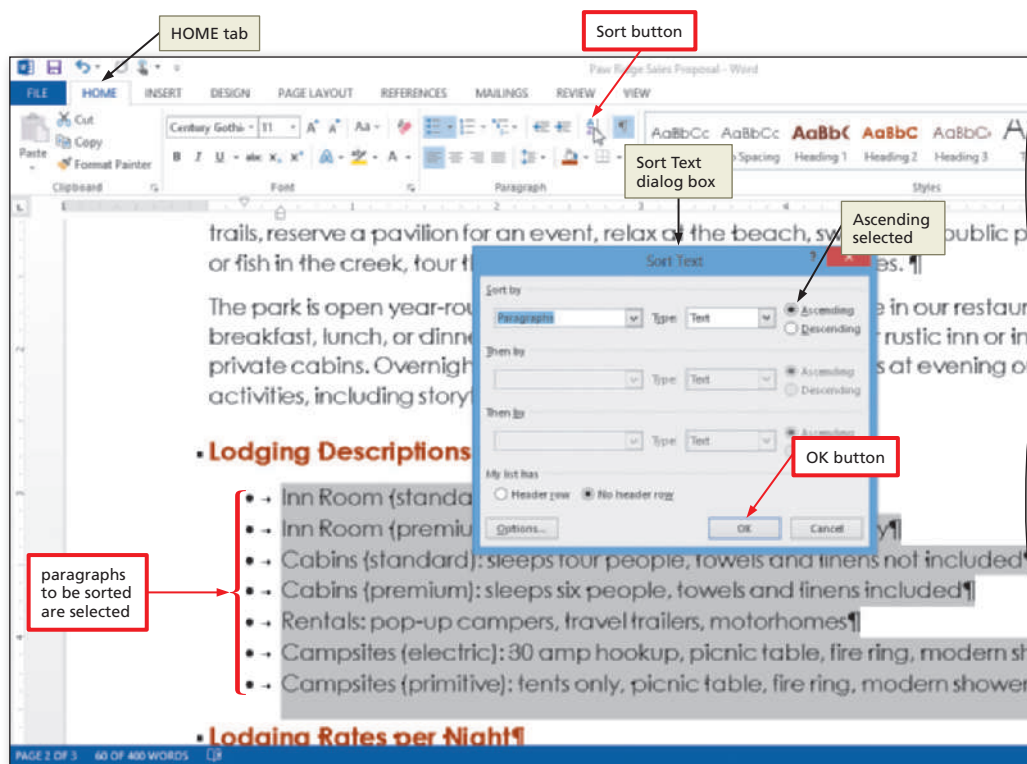 HOME tab
Sort button
Paw Ridge Sales Proposal - Word
FILE HOME INSERT DESIGN PAGE LAYOUT REFERENCES MAILINGS REVIEW VIEW
Cut
Copy
Format Painter
Paste
Century Gothi 11
AaBbCc AaBbCc AaBb( AaBbC AaBbC
Spacing Heading 1 Heading 2 Heading 3
Clipboard Font Paragraph Styles
Sort Text
dialog box
Ascending
selected
trails, reserve a pavilion for an event, relax at the beach, public
or fish in the creek, tour
The park is open year-rou in our restaur
breakfast, lunch, or dinne rustic inn or in
private cabins. Overnigh at evening
activities, including story
Sort Text
Sort by
Paragraphs Type: Text Ascending
Descending
Then by
Type: Text Ascending
Descending
Then by
Type: Text Ascending
OK button
My list has
Header row No header row
Options... OK Cancel
Lodging Descriptions
Inn Room (standa
Inn Room (premiu y¶
Cabins (standard): sleeps four people, towels and linens not included
Cabins (premium): sleeps six people, towels and linens included¶
Rentals: pop-up campers, travel trailers, motorhomes¶
Campsites (electric): 30 amp hookup, picnic table, fire ring, modern sh
Campsites (primitive): tents only, picnic table, fire ring, modern shower
paragraphs
to be sorted
are selected
Lodging Rates per Night¶
PAGE 2 OF 3 60 OF 400 WORDS